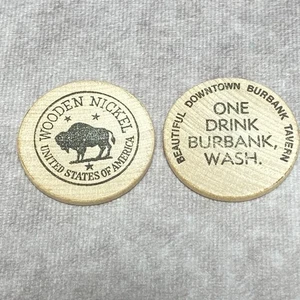 WOODEN NICKEL
UNITED STATES OF AMERICA
BEAUTIFUL DOWNTOWN BURBANK TAVERN
ONE
DRINK
BURBANK,
WASH.